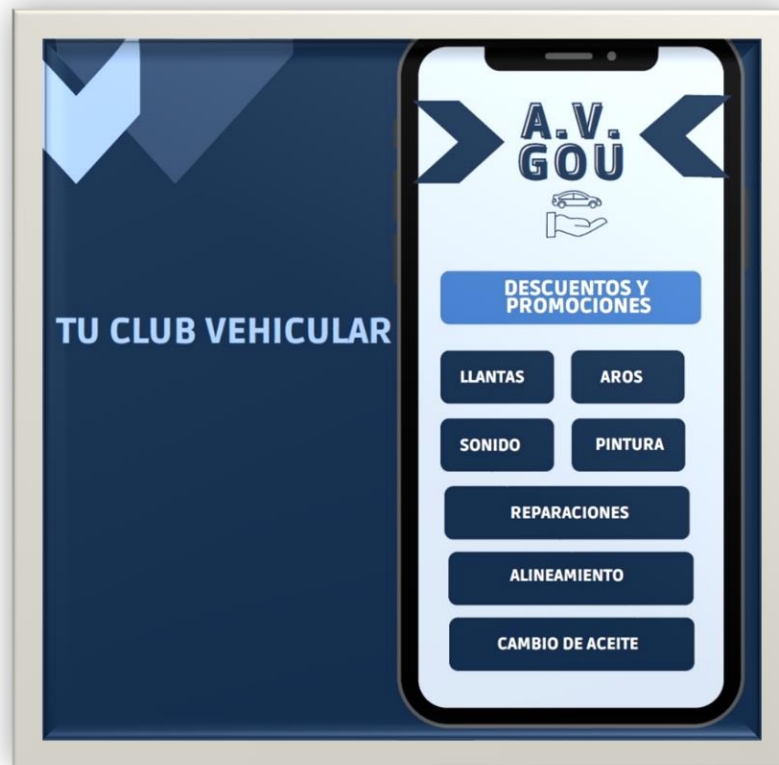 TU CLUB VEHICULAR
A.V.
GOU
DESCUENTOS Y
PROMOCIONES
LLANTAS
AROS
SONIDO
PINTURA
REPARACIONES
ALINEAMIENTO
CAMBIO DE ACEITE